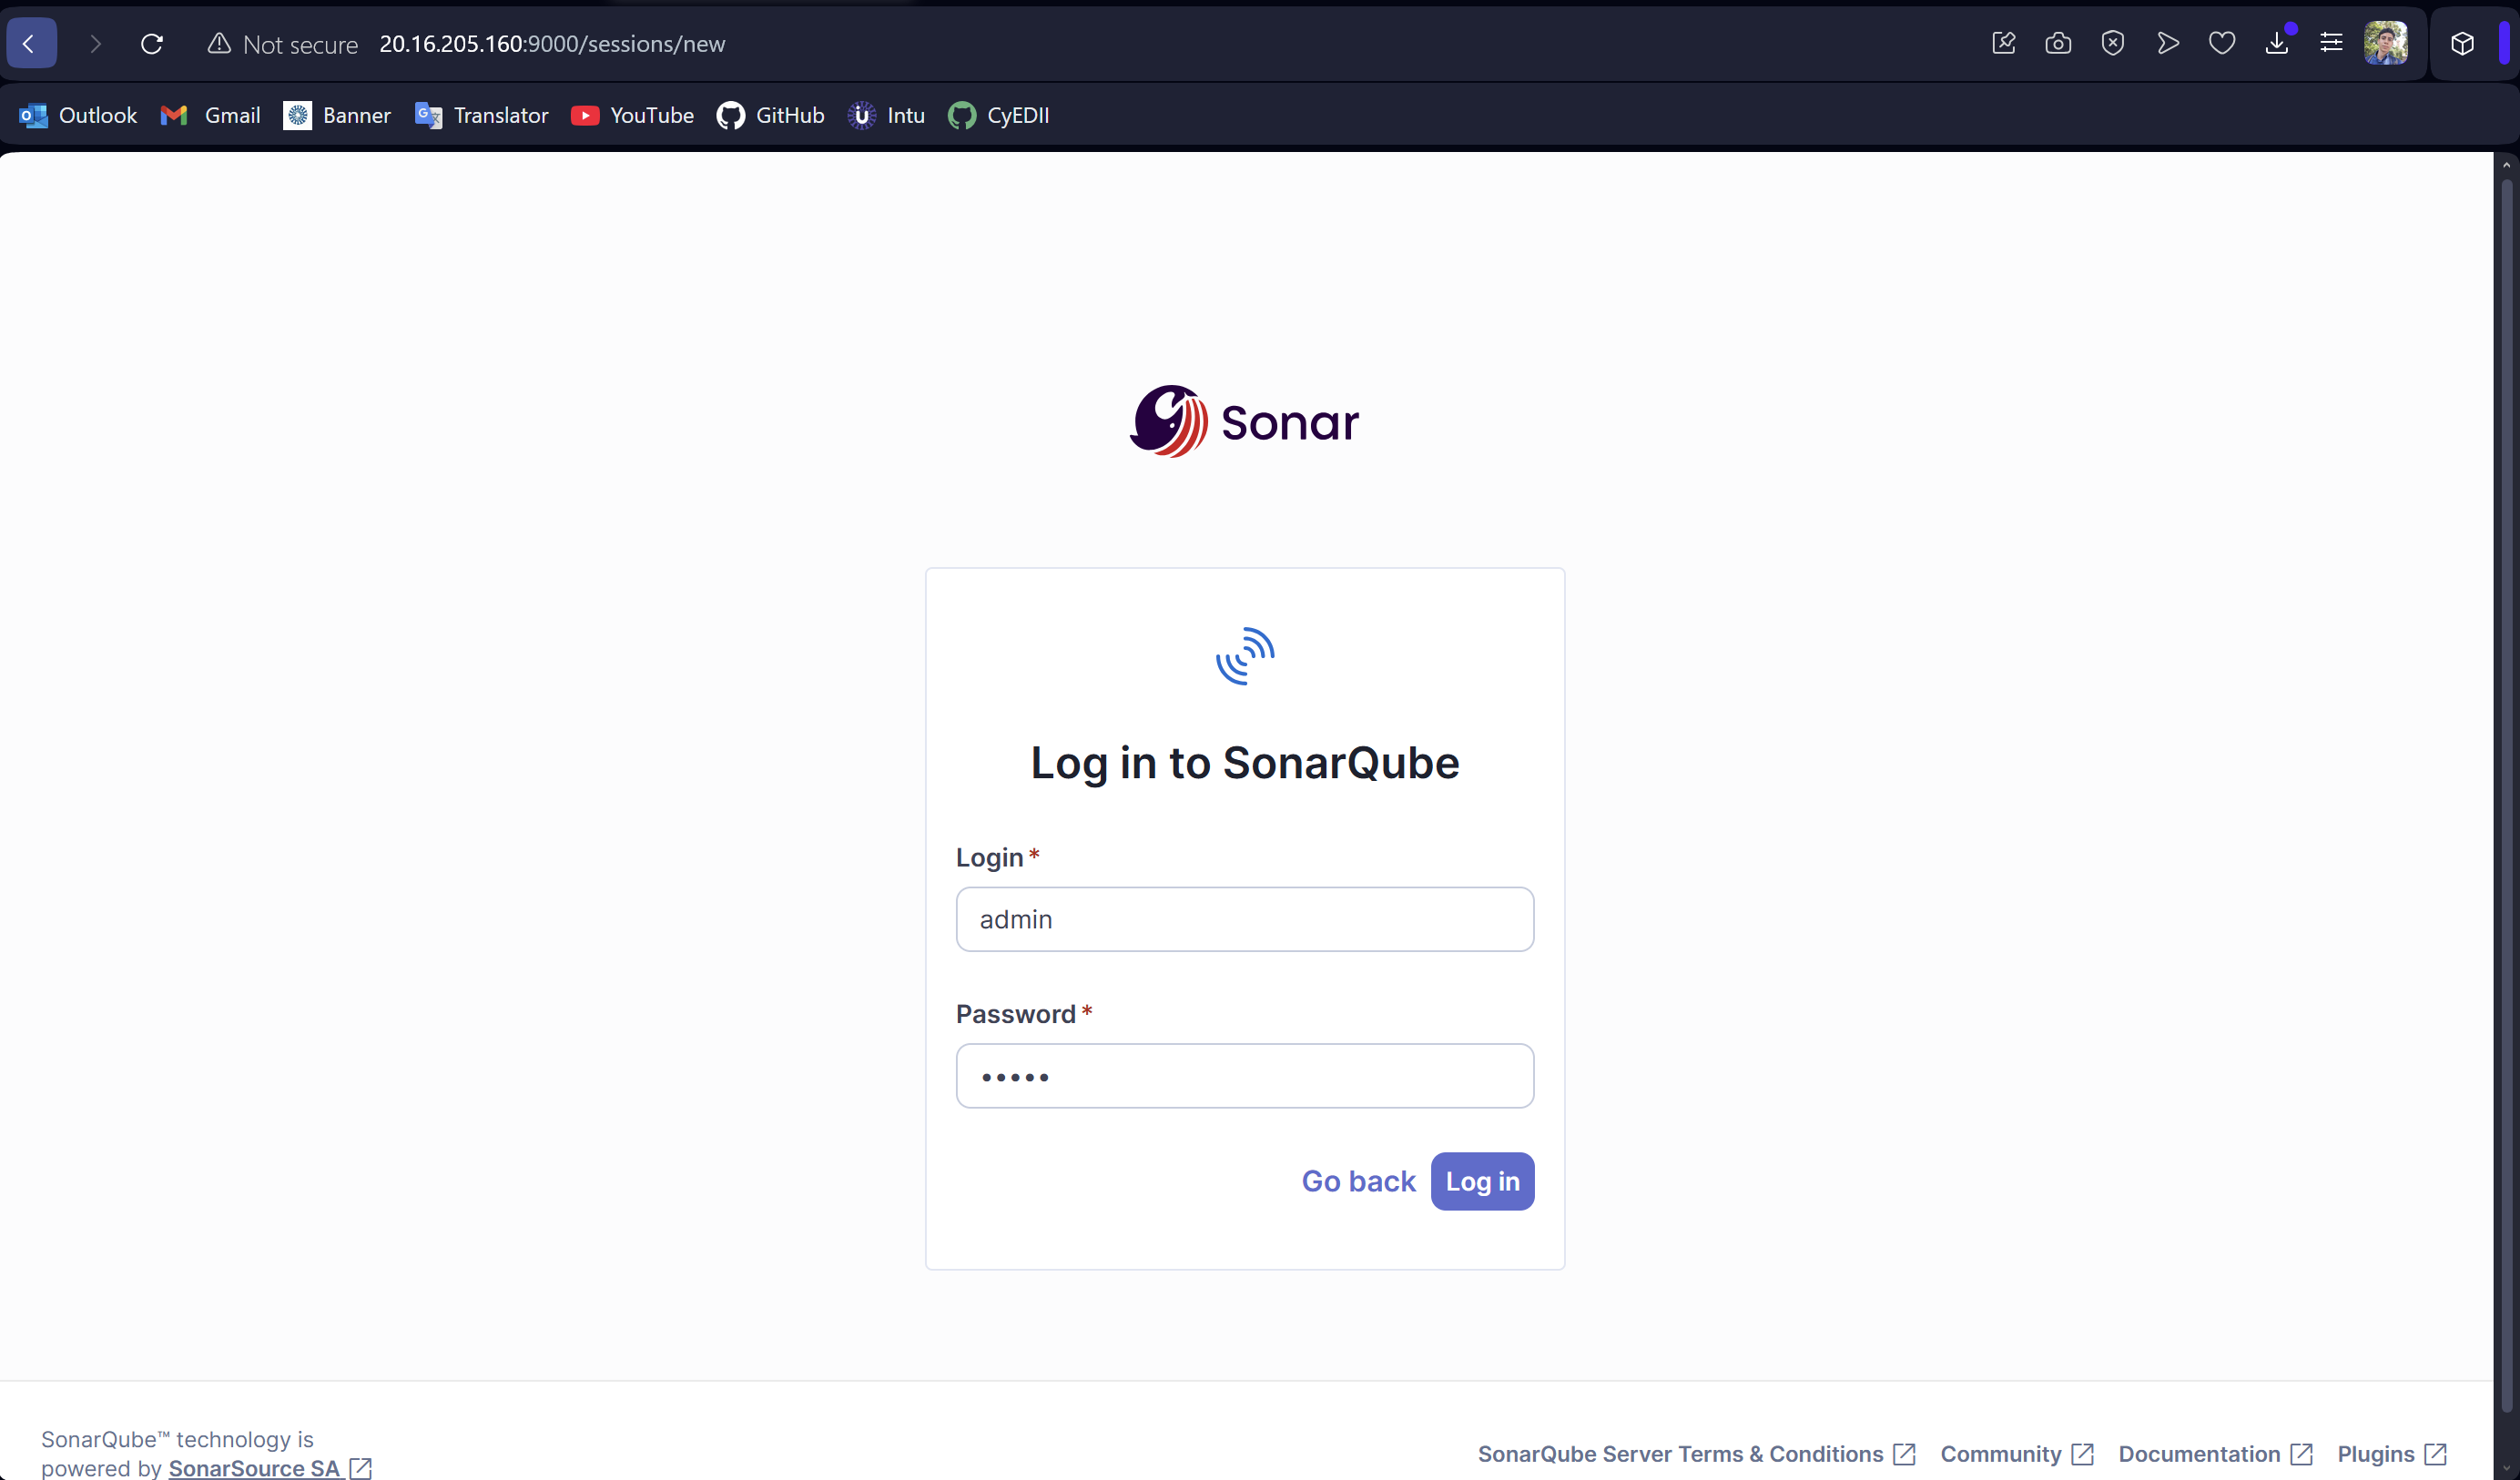 Not secure 20.16.205.160:9000/sessions/new
Outlook Gmail Banner Translator YouTube GitHub Intu CyEDII
Sonar
Log in to SonarQube
Login*
admin
Password*
•••••
Go back Log in
SonarQube™ technology is
powered by SonarSource SA
SonarQube Server Terms & Conditions Community Documentation Plugins